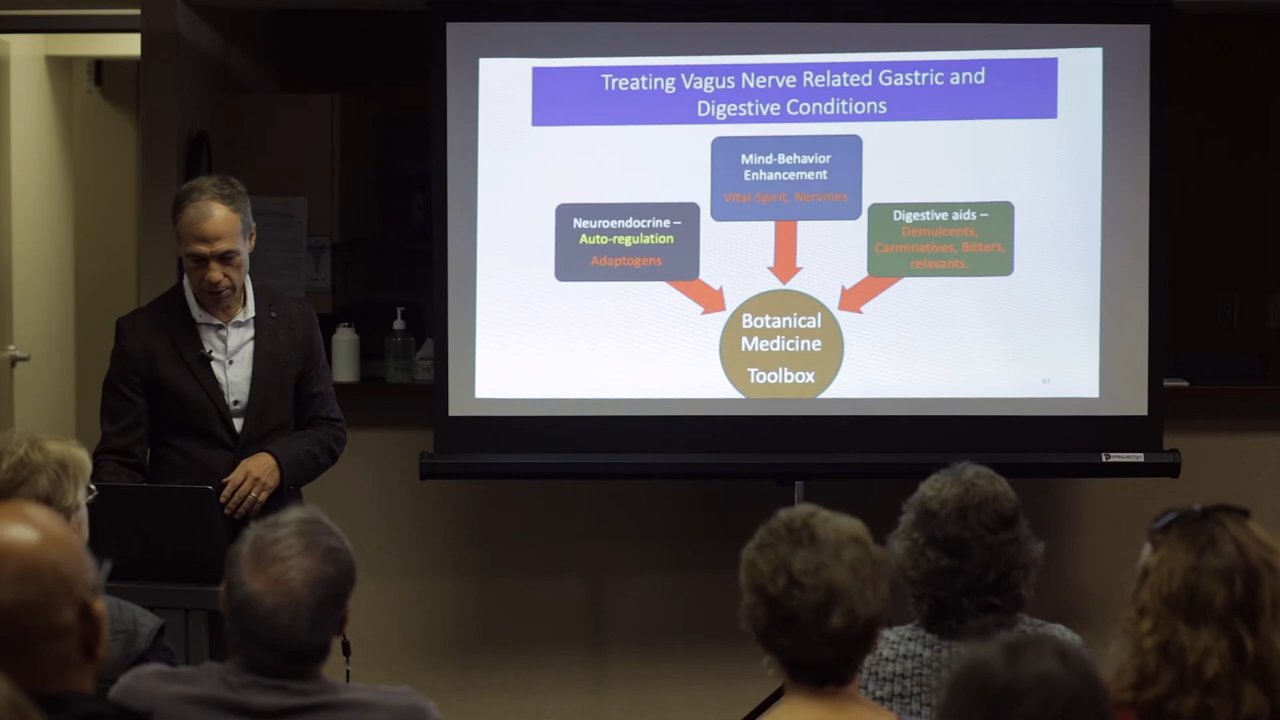 Treating Vagus Nerve Related Gastric and
Digestive Conditions
Mind-Behavior
Enhancement
Vital Spirit, Nervines
Neuroendocrine –
Auto-regulation
Adaptogens
Digestive aids –
Demulcents,
Carminatives, Bitters,
relaxants.
Botanical
Medicine
Toolbox